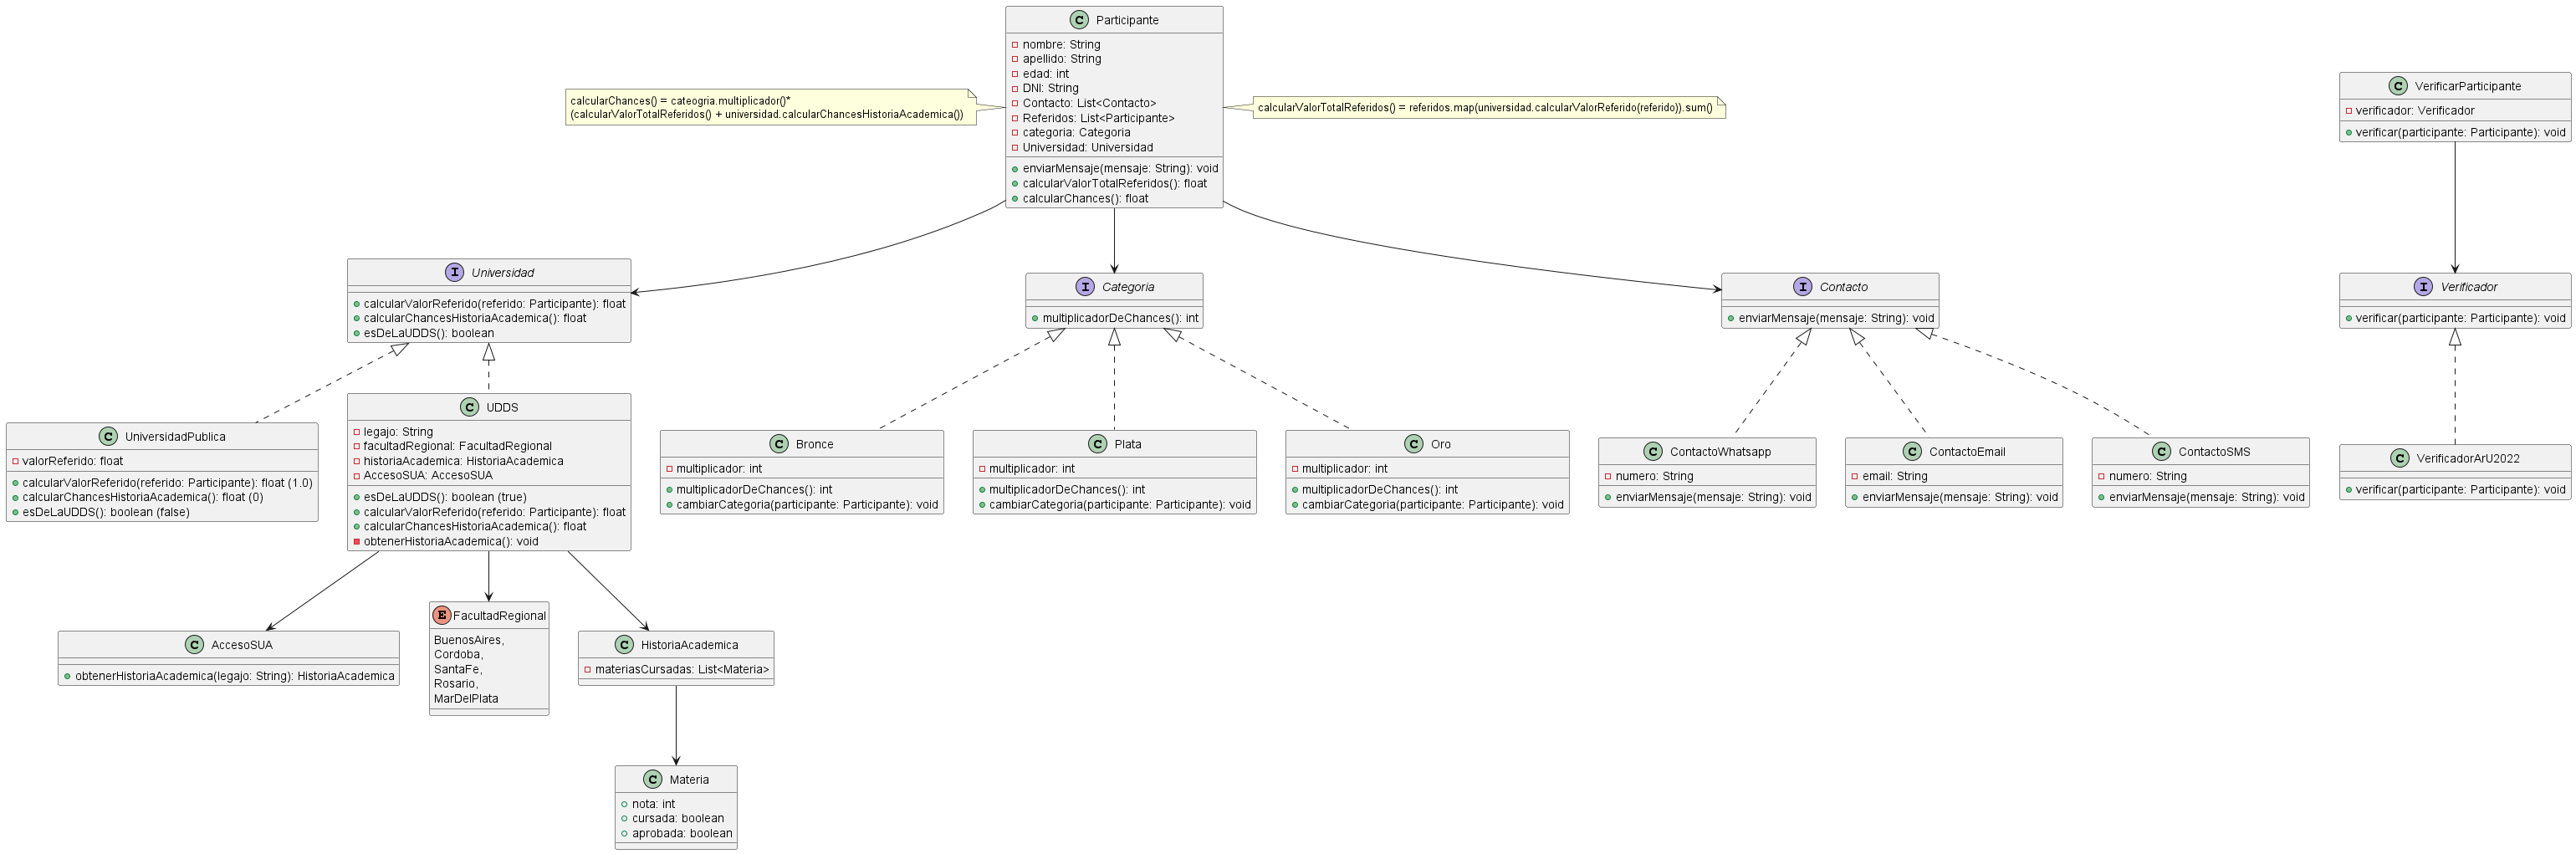 Participante
nombre: String
apellido: String
edad: int
DNI: String
Contacto: List<Contacto>
Referidos: List<Participante>
categoria: Categoria
Universidad: Universidad
enviarMensaje(mensaje: String): void
calcularValorTotalReferidos(): float
calcularChances(): float
calcularChances() = cateogria.multiplicador()*
(calcularValorTotalReferidos() + universidad.calcularChancesHistoriaAcademica())
calcularValorTotalReferidos() = referidos.map(universidad.calcularValorReferido(referido)).sum()
VerificarParticipante
verificador: Verificador
verificar(participante: Participante): void
Universidad
calcularValorReferido(referido: Participante): float
calcularChancesHistoriaAcademica(): float
esDeLaUDDS(): boolean
Categoria
multiplicadorDeChances(): int
Contacto
enviarMensaje(mensaje: String): void
Verificador
verificar(participante: Participante): void
UniversidadPublica
valorReferido: float
calcularValorReferido(referido: Participante): float (1.0)
calcularChancesHistoriaAcademica(): float (0)
esDeLaUDDS(): boolean (false)
UDDS
legajo: String
facultadRegional: FacultadRegional
historiaAcademica: HistoriaAcademica
AccesoSUA: AccesoSUA
esDeLaUDDS(): boolean (true)
calcularValorReferido(referido: Participante): float
calcularChancesHistoriaAcademica(): float
obtenerHistoriaAcademica(): void
Bronce
multiplicador: int
multiplicadorDeChances(): int
cambiarCategoria(participante: Participante): void
Plata
multiplicador: int
multiplicadorDeChances(): int
cambiarCategoria(participante: Participante): void
Oro
multiplicador: int
multiplicadorDeChances(): int
cambiarCategoria(participante: Participante): void
ContactoWhatsapp
numero: String
enviarMensaje(mensaje: String): void
ContactoEmail
email: String
enviarMensaje(mensaje: String): void
ContactoSMS
numero: String
enviarMensaje(mensaje: String): void
VerificadorArU2022
verificar(participante: Participante): void
AccesoSUA
obtenerHistoriaAcademica(legajo: String): HistoriaAcademica
FacultadRegional
BuenosAires,
Cordoba,
SantaFe,
Rosario,
MarDelPlata
HistoriaAcademica
materiasCursadas: List<Materia>
Materia
nota: int
cursada: boolean
aprobada: boolean